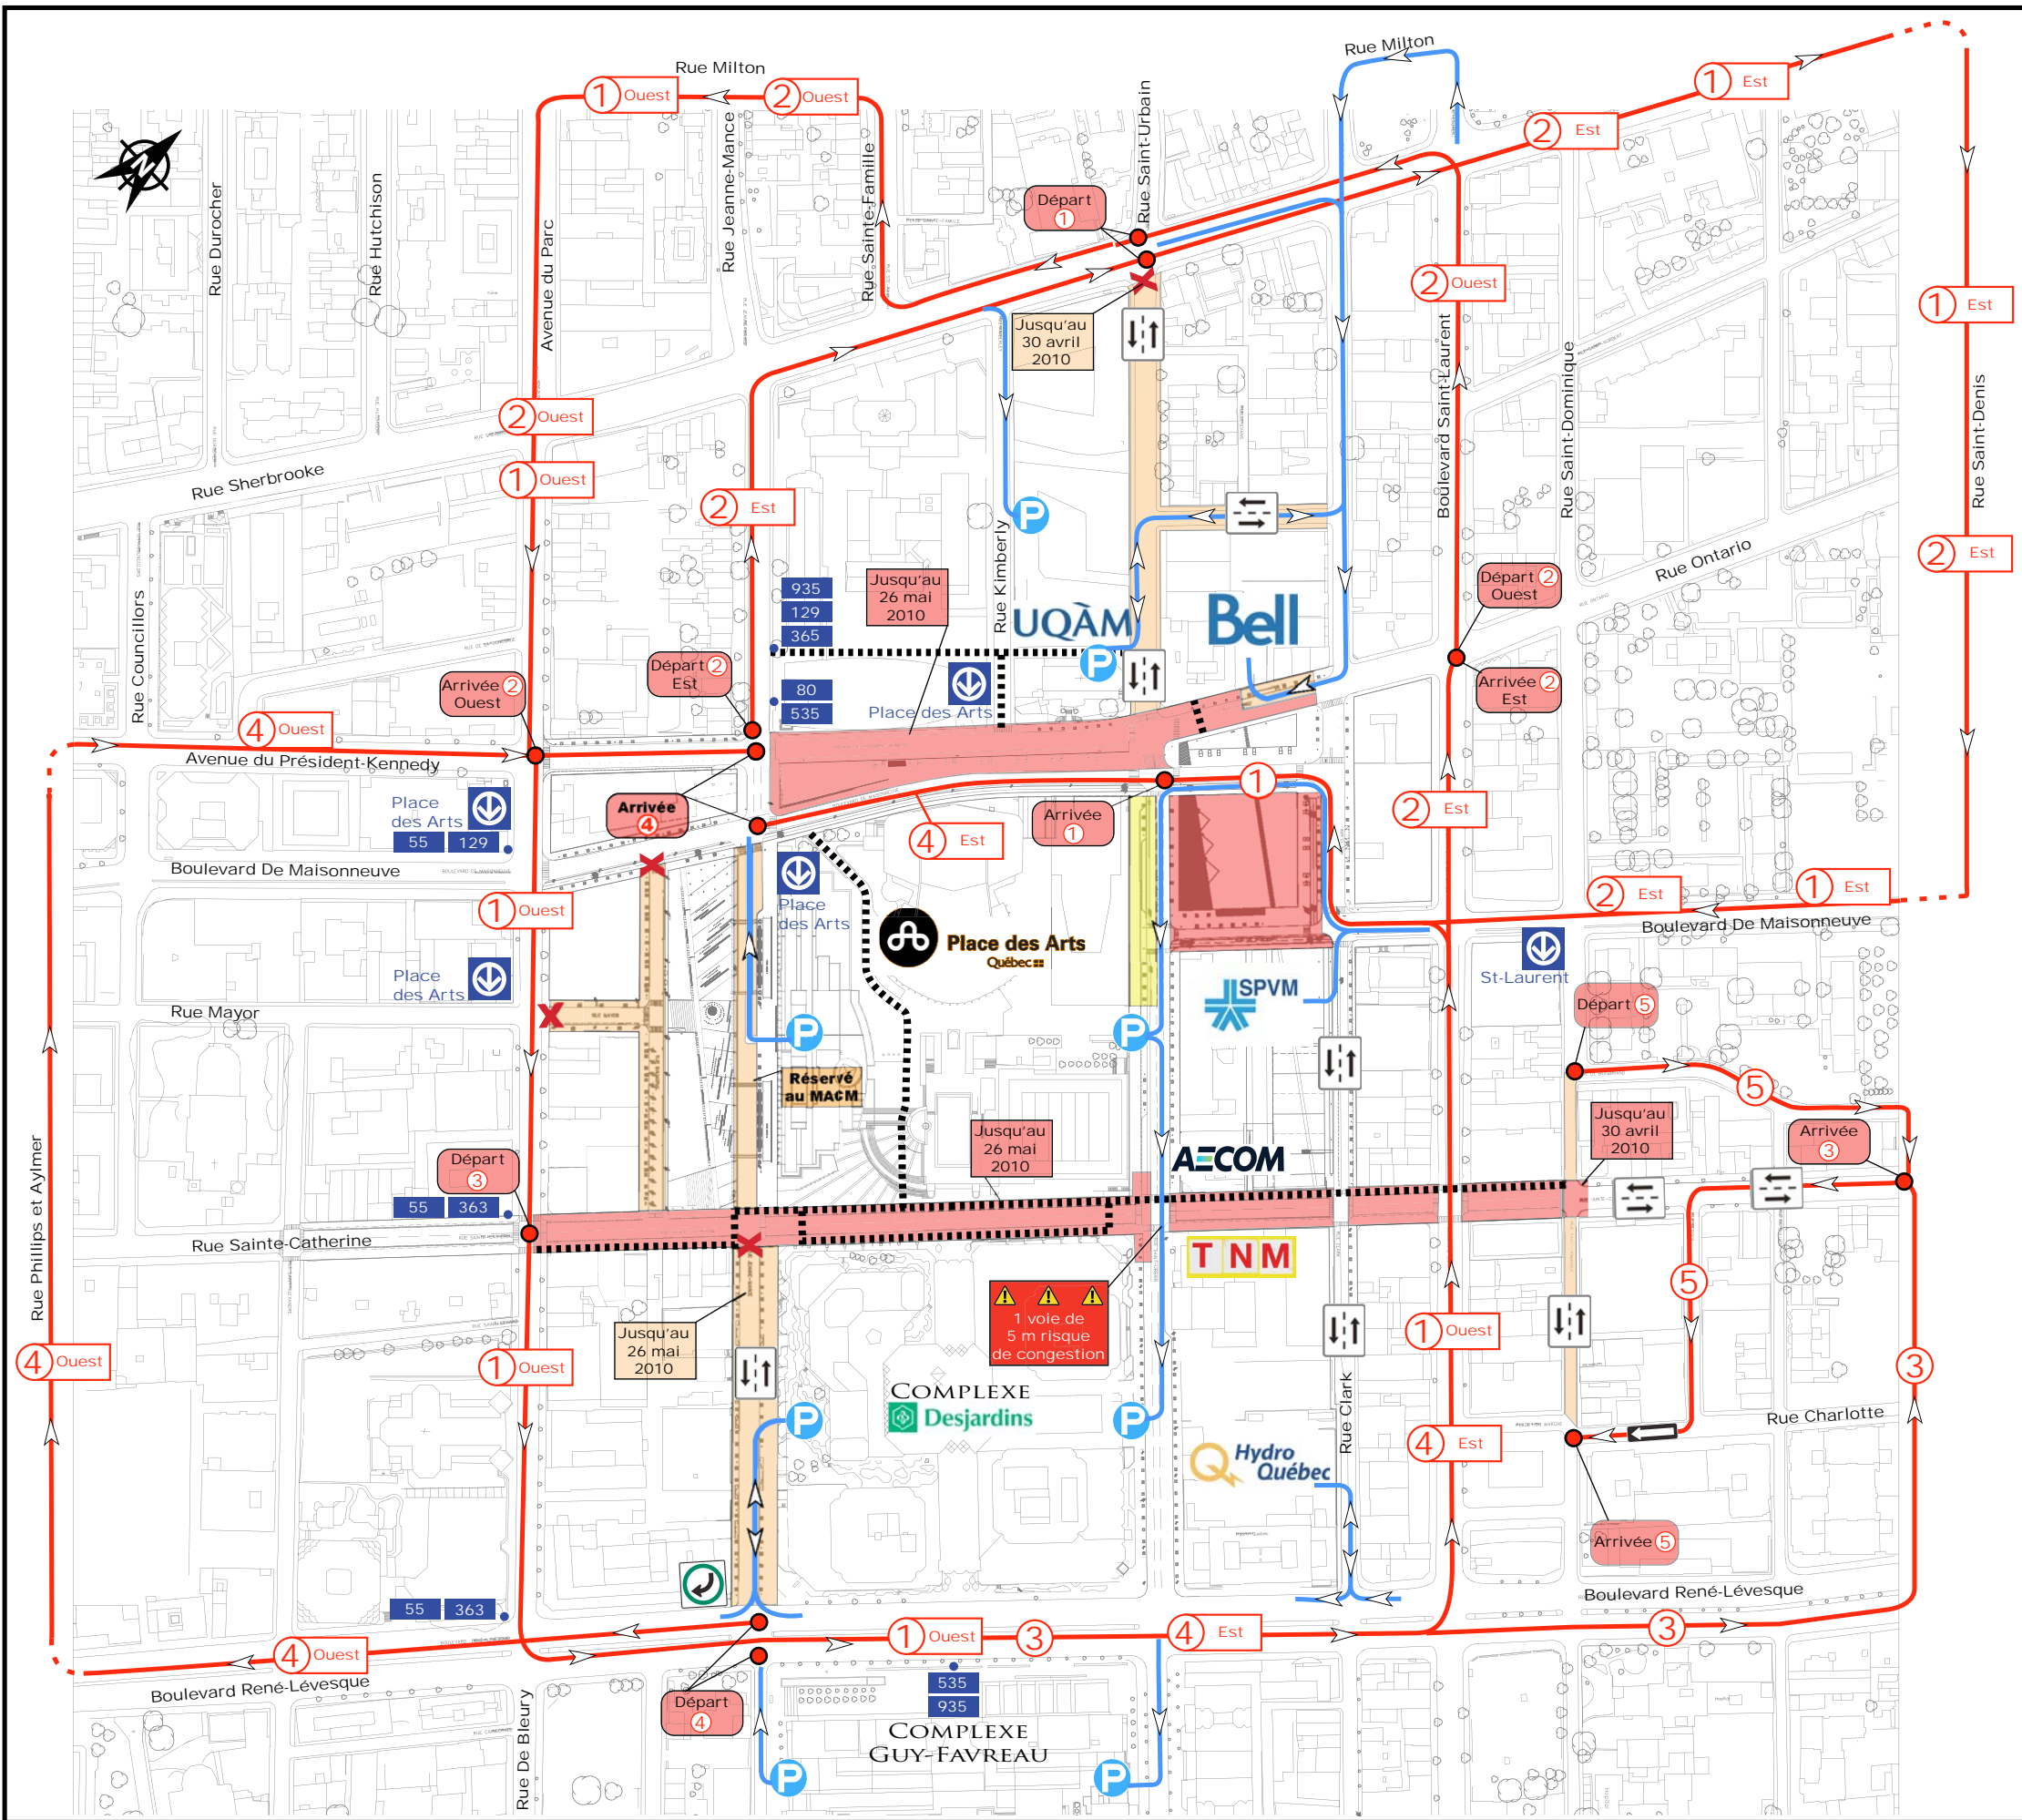 Rue Milton
Rue Milton
1 Ouest
2 Ouest
1 Est
2 Est
N
Rue Durocher
Rue Hutchison
Avenue du Parc
Rue Jeanne-Mance
Rue Sainte-Famille
Rue Saint-Urbain
Départ
1
2 Ouest
1 Est
Jusqu'au
30 avril
2010
Boulevard Saint-Laurent
Rue Saint-Dominique
Rue Saint-Denis
2 Ouest
1 Ouest
Rue Sherbrooke
2 Est
P
Rue Kimberly
2 Est
Rue Ontario
935
129
365
Jusqu'au
26 mai
2010
UQÀM
Bell
Départ 2
Ouest
Rue Councillors
Départ 2
Est
P
Arrivée 2
Ouest
80
535
Place des Arts
Arrivée 2
Est
4 Ouest
Avenue du Président-Kennedy
Place
des Arts
55
129
Arrivée
4
BOULEVARD DE MAISONNEUVE
1
Arrivée
1
4 Est
2 Est
Boulevard De Maisonneuve
BOULEVARD DE MAISONNEUVE
Place
des Arts
1 Ouest
2 Est
1 Est
Boulevard De Maisonneuve
Place des Arts
Québec
Place
des Arts
SPVM
St-Laurent
Départ 5
Rue Mayor
RUE MAYOR
P
P
Réservé
au MACM
5
Rue Phillips et Aylmer
Départ
3
Jusqu'au
26 mai
2010
AECOM
Jusqu'au
30 avril
2010
Arrivée
3
55
363
Rue Sainte-Catherine
TNM
5
1 voie de
5 m risque
de congestion
Jusqu'au
26 mai
2010
4 Ouest
1 Ouest
1 Ouest
3
COMPLEXE
Desjardins
P
P
Rue Clark
4 Est
Rue Charlotte
Hydro
Québec
Arrivée 5
55
363
Boulevard René-Lévesque
4 Ouest
1 Ouest
3
4 Est
3
Boulevard René-Lévesque
Départ
4
535
935
Rue De Bleury
COMPLEXE
GUY-FAVREAU
P
P